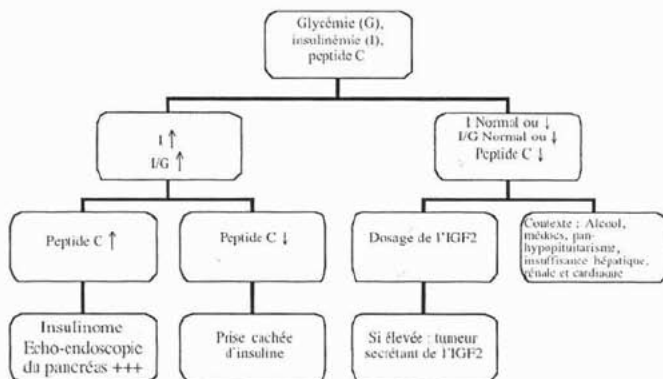 Glycémie (G),
insulinémie (I),
peptide C
I ↑
I/G ↑
I Normal ou ↓
I/G Normal ou ↓
Peptide C ↓
Peptide C ↑
Peptide C ↓
Dosage de l'IGF2
Contexte : Alcool,
médocs, pan-
hypopituitarisme,
insuffisance hépatique,
rénale et cardiaque
Insulinome
Echo-endoscopie
du pancréas +++
Prise cachée
d'insuline
Si élevée : tumeur
secrétant de l'IGF2